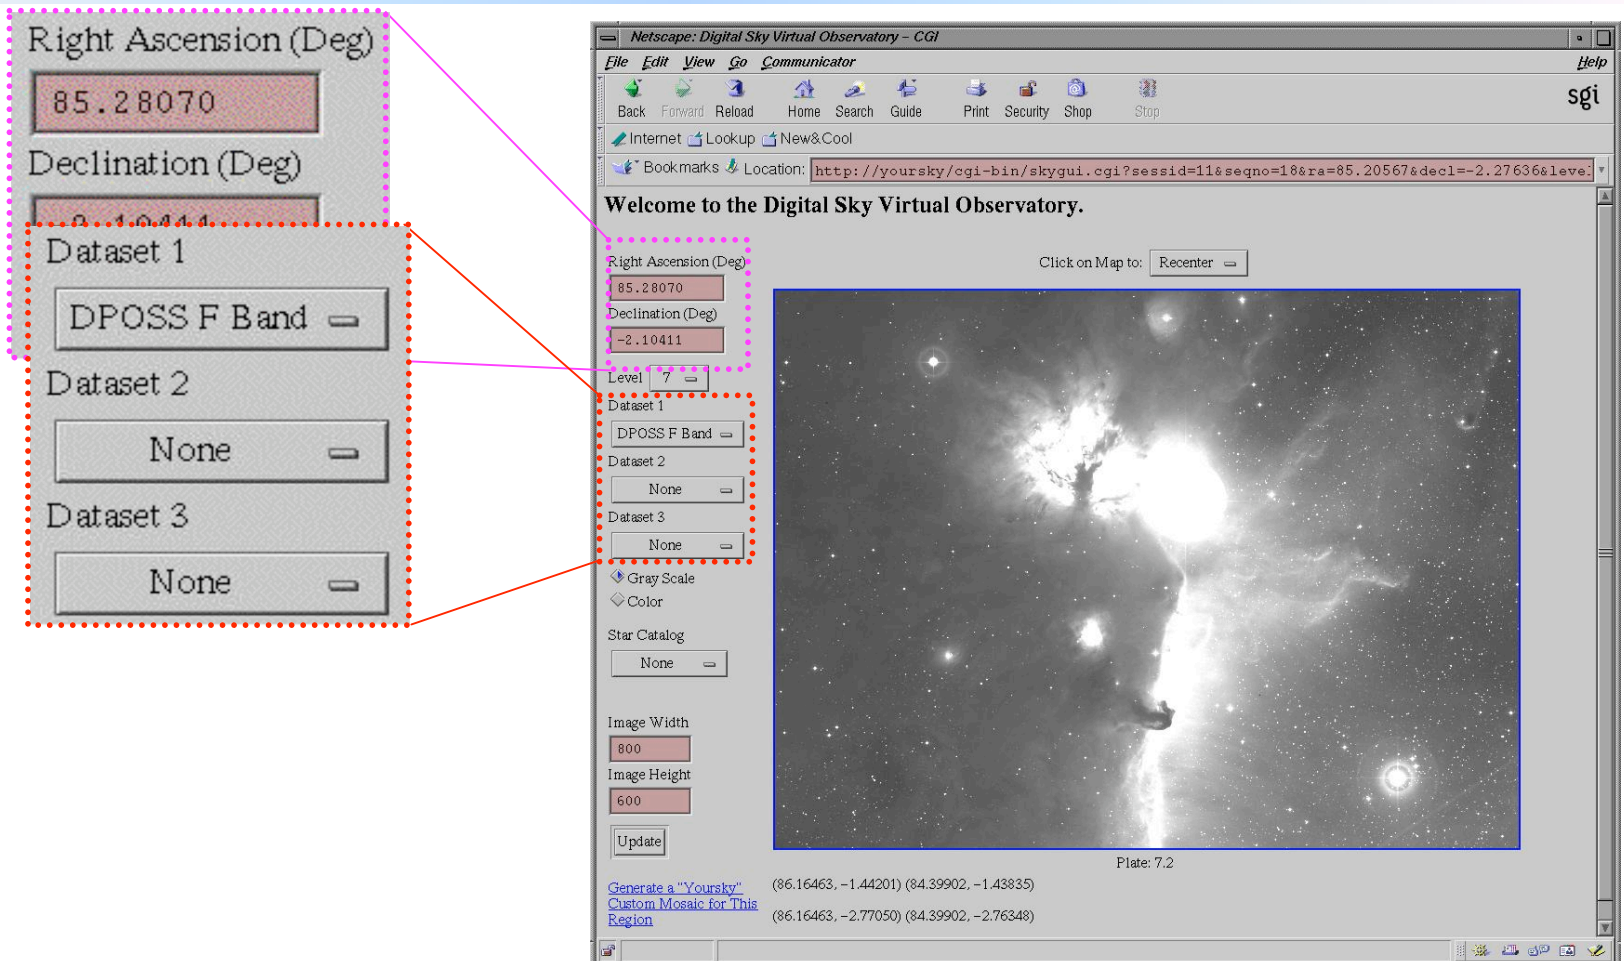 Right Ascension (Deg)
85.28070
Declination (Deg)
-2.10411
Dataset 1
DPOSS F Band
Dataset 2
None
Dataset 3
None
Netscape: Digital Sky Virtual Observatory - CGI
File Edit View Go Communicator Help
Back Forward Reload Home Search Guide Print Security Shop Stop
sgi
Internet Lookup New&Cool
Bookmarks Location: http://yoursky/cgi-bin/skygui.cgi?sessid=11&seqno=18&ra=85.20567&decl=-2.27636&level
Welcome to the Digital Sky Virtual Observatory.
Right Ascension (Deg)
85.28070
Declination (Deg)
-2.10411
Level 7
Dataset 1
DPOSS F Band
Dataset 2
None
Dataset 3
None
Gray Scale
Color
Star Catalog
None
Image Width
800
Image Height
600
Update
Generate a "Yoursky"
Custom Mosaic for This
Region
Click on Map to: Recenter
Plate: 7.2
(86.16463, -1.44201) (84.39902, -1.43835)
(86.16463, -2.77050) (84.39902, -2.76348)